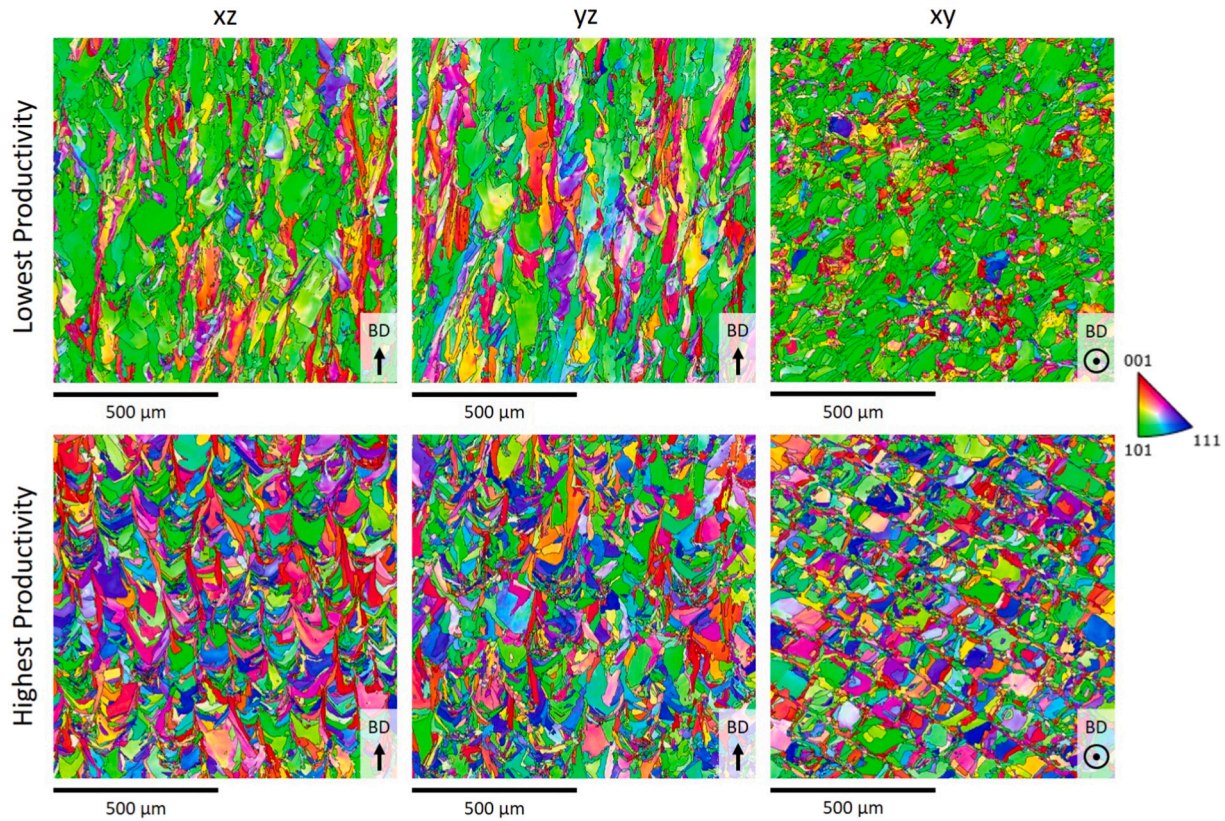 xz
yz
xy
Lowest Productivity
BD
BD
BD
500 µm
500 µm
500 µm
001
101
111
Highest Productivity
BD
BD
BD
500 µm
500 µm
500 µm